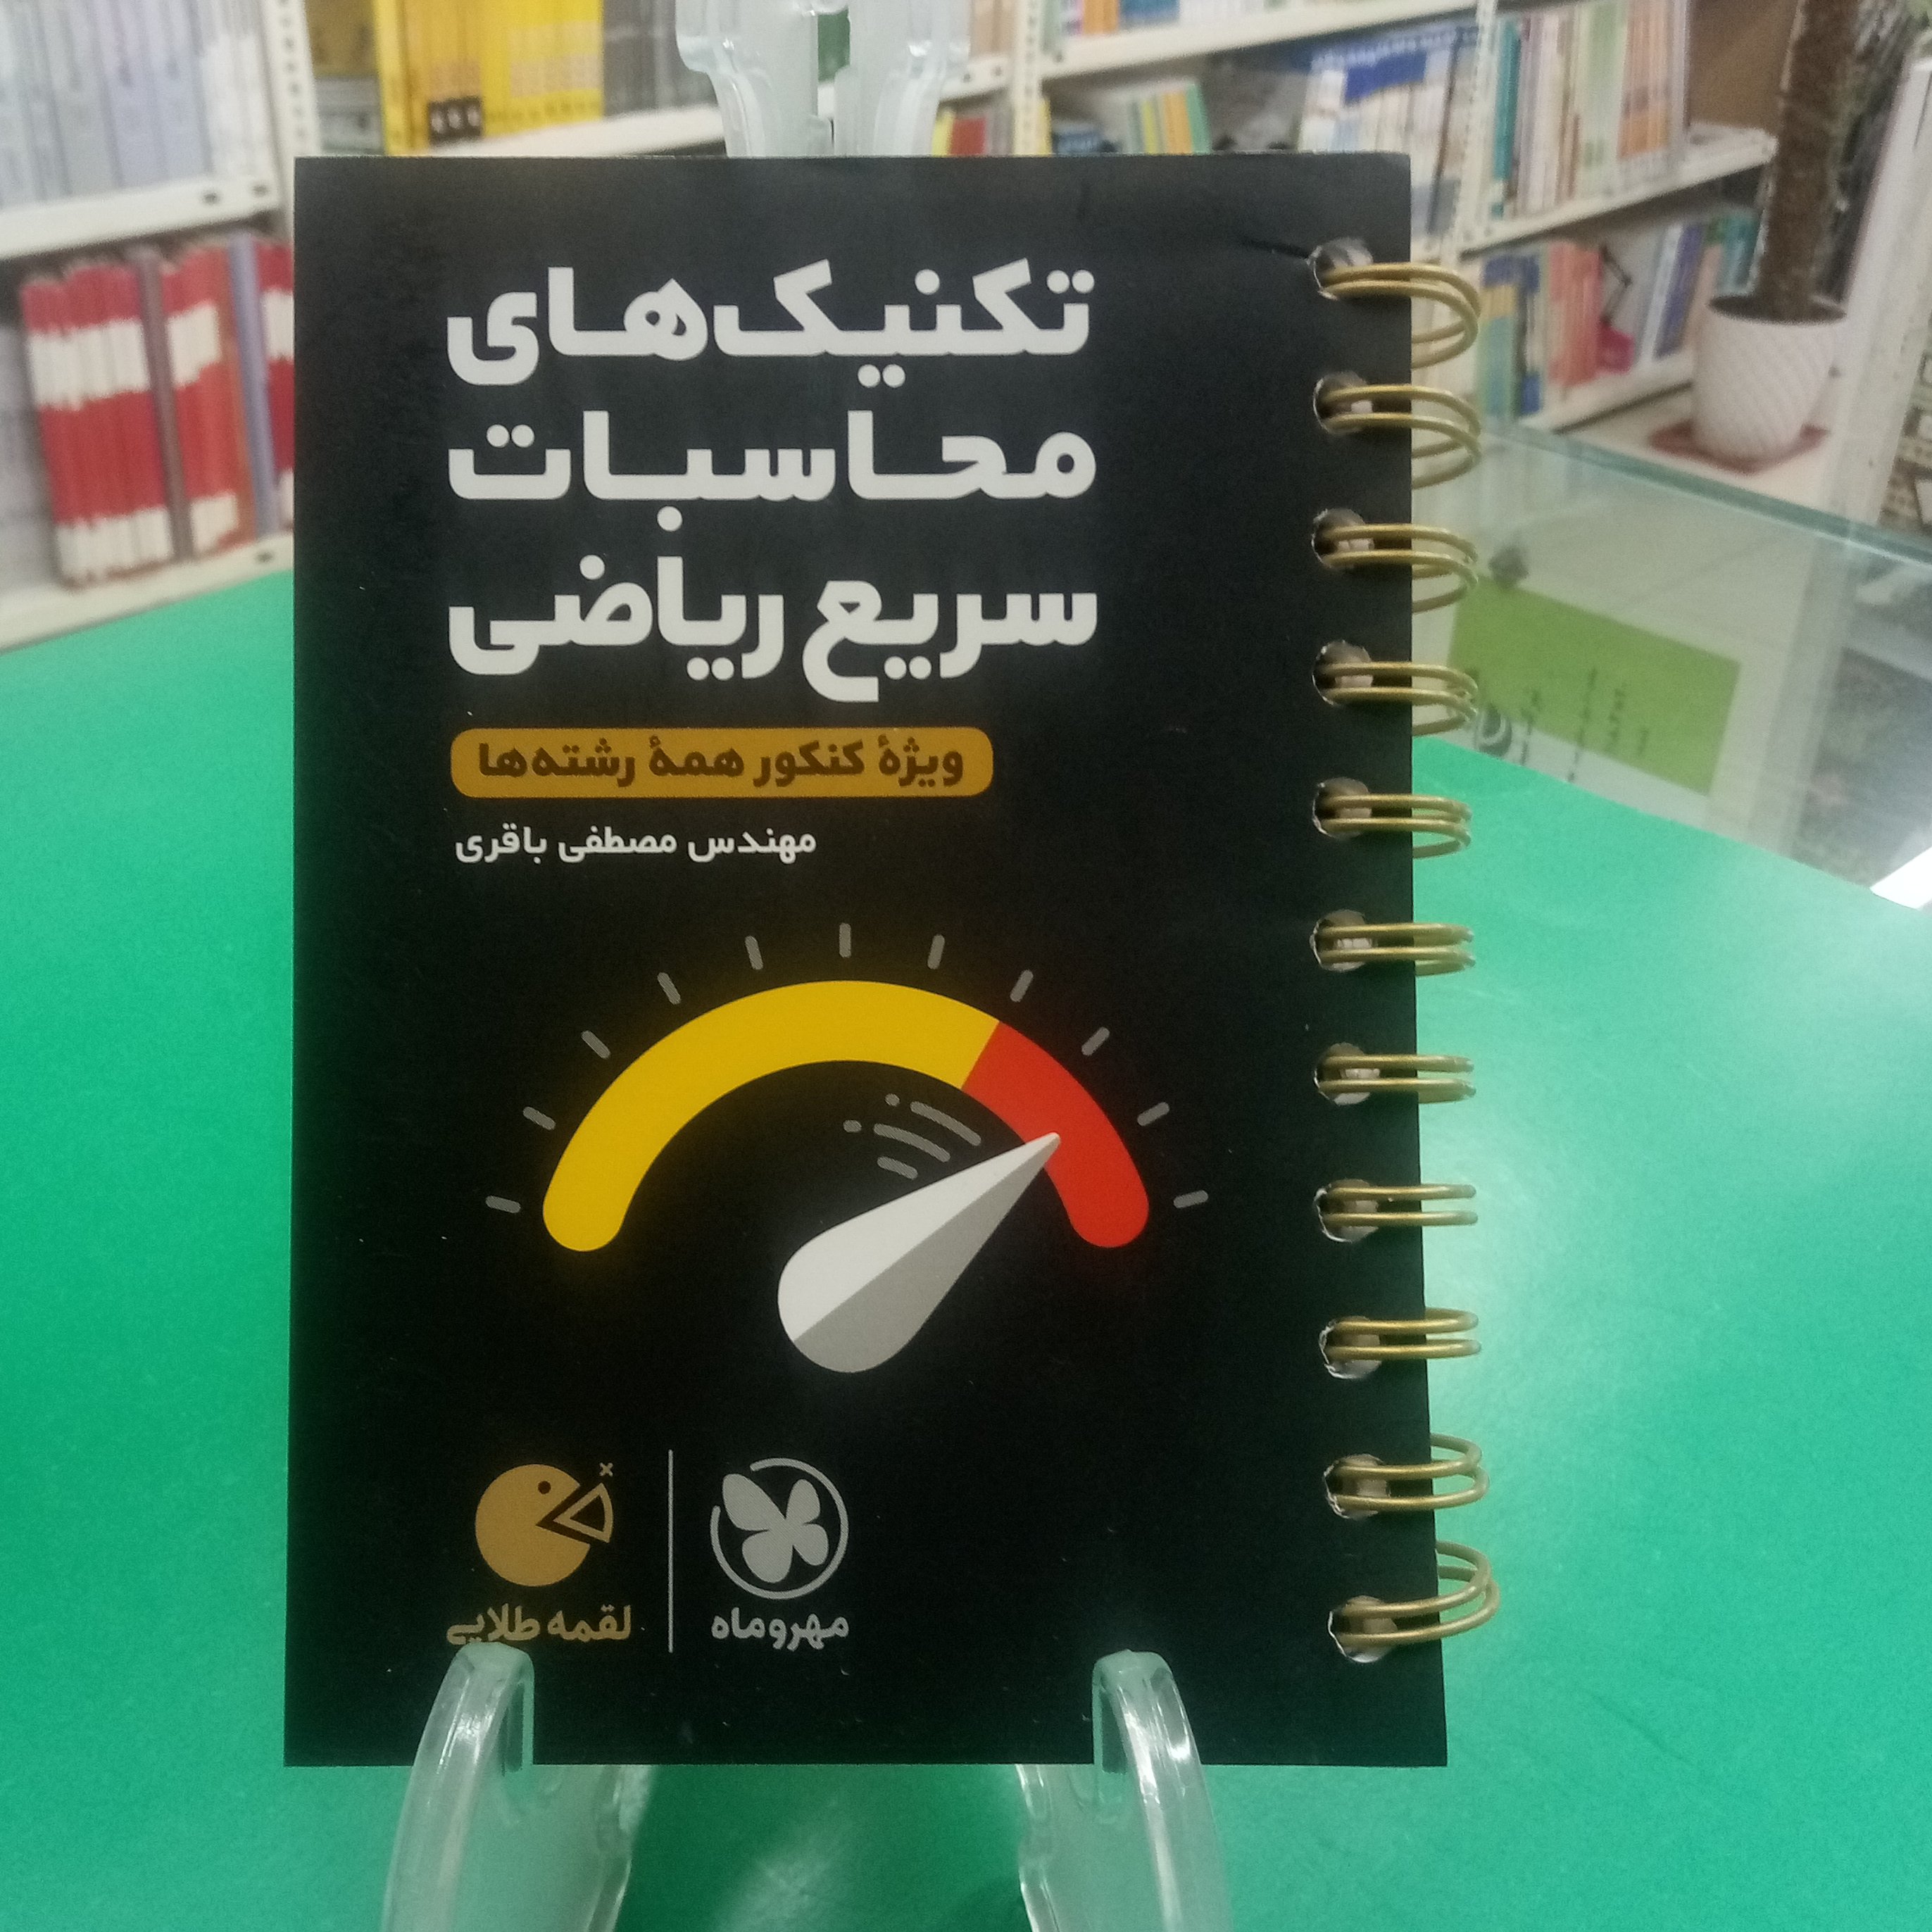 تکنیک‌های
محاسبات
سریع ریاضی
ویژهٔ کنکور همهٔ رشته‌ها
مهندس مصطفی باقری
مهروماه
لقمه طلایی